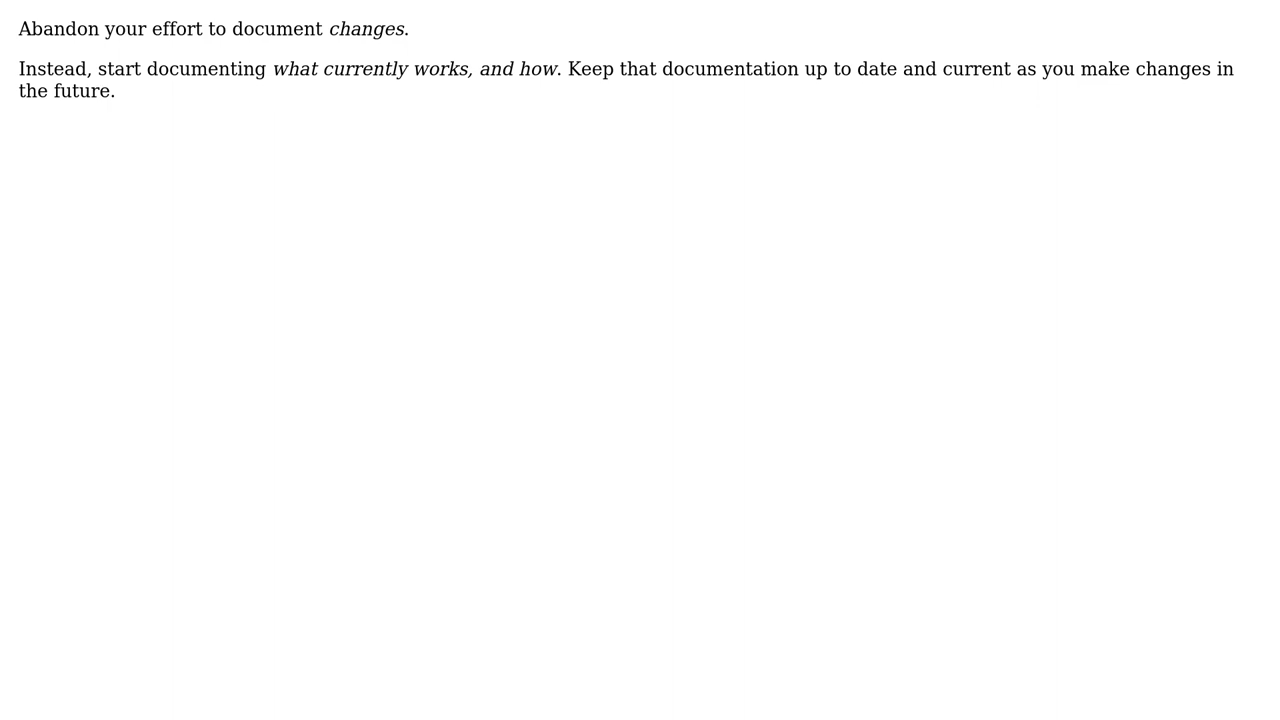 Abandon your effort to document changes.
Instead, start documenting what currently works, and how. Keep that documentation up to date and current as you make changes in
the future.